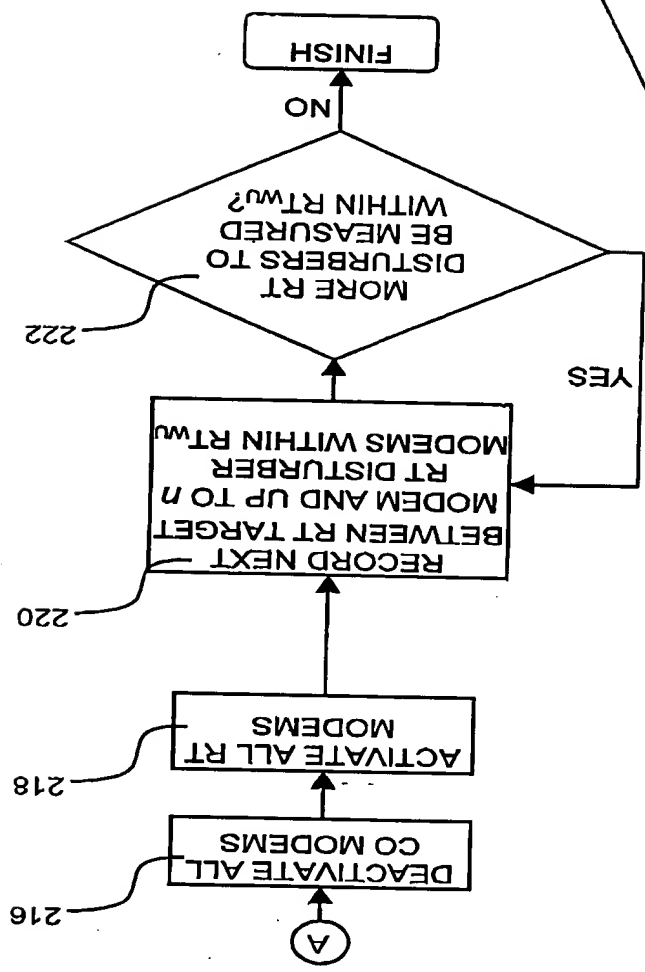 A
DEACTIVATE ALL
CO MODEMS
216
ACTIVATE ALL RT
MODEMS
218
RECORD NEXT
BETWEEN RT TARGET
MODEM AND UP TO n
RT DISTURBER
MODEMS WITHIN RTwu
220
YES
MORE RT
DISTURBERS TO
BE MEASURED
WITHIN RTwu?
222
NO
FINISH